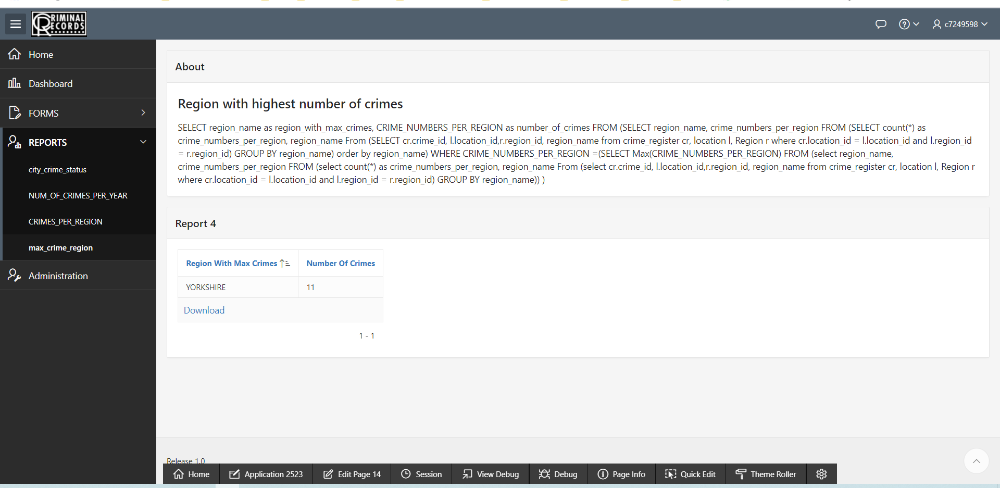 CRIMINAL
RECORDS
c7249598
Home
Dashboard
FORMS
REPORTS
city_crime_status
NUM_OF_CRIMES_PER_YEAR
CRIMES_PER_REGION
max_crime_region
Administration
About
Region with highest number of crimes
SELECT region_name as region_with_max_crimes, CRIME_NUMBERS_PER_REGION as number_of_crimes FROM (SELECT region_name, crime_numbers_per_region FROM (SELECT count(*) as
crime_numbers_per_region, region_name From (SELECT cr.crime_id, l.location_id,r.region_id, region_name from crime_register cr, location l, Region r where cr.location_id = l.location_id and l.region_id
= r.region_id) GROUP BY region_name) order by region_name) WHERE CRIME_NUMBERS_PER_REGION =(SELECT Max(CRIME_NUMBERS_PER_REGION) FROM (select region_name,
crime_numbers_per_region FROM (select count(*) as crime_numbers_per_region, region_name From (select cr.crime_id, l.location_id,r.region_id, region_name from crime_register cr, location l, Region r
where cr.location_id = l.location_id and l.region_id = r.region_id) GROUP BY region_name)) )
Report 4
Region With Max Crimes Number Of Crimes
YORKSHIRE 11
Download
1 - 1
Release 1.0
Home Application 2523 Edit Page 14 Session View Debug Debug Page Info Quick Edit Theme Roller